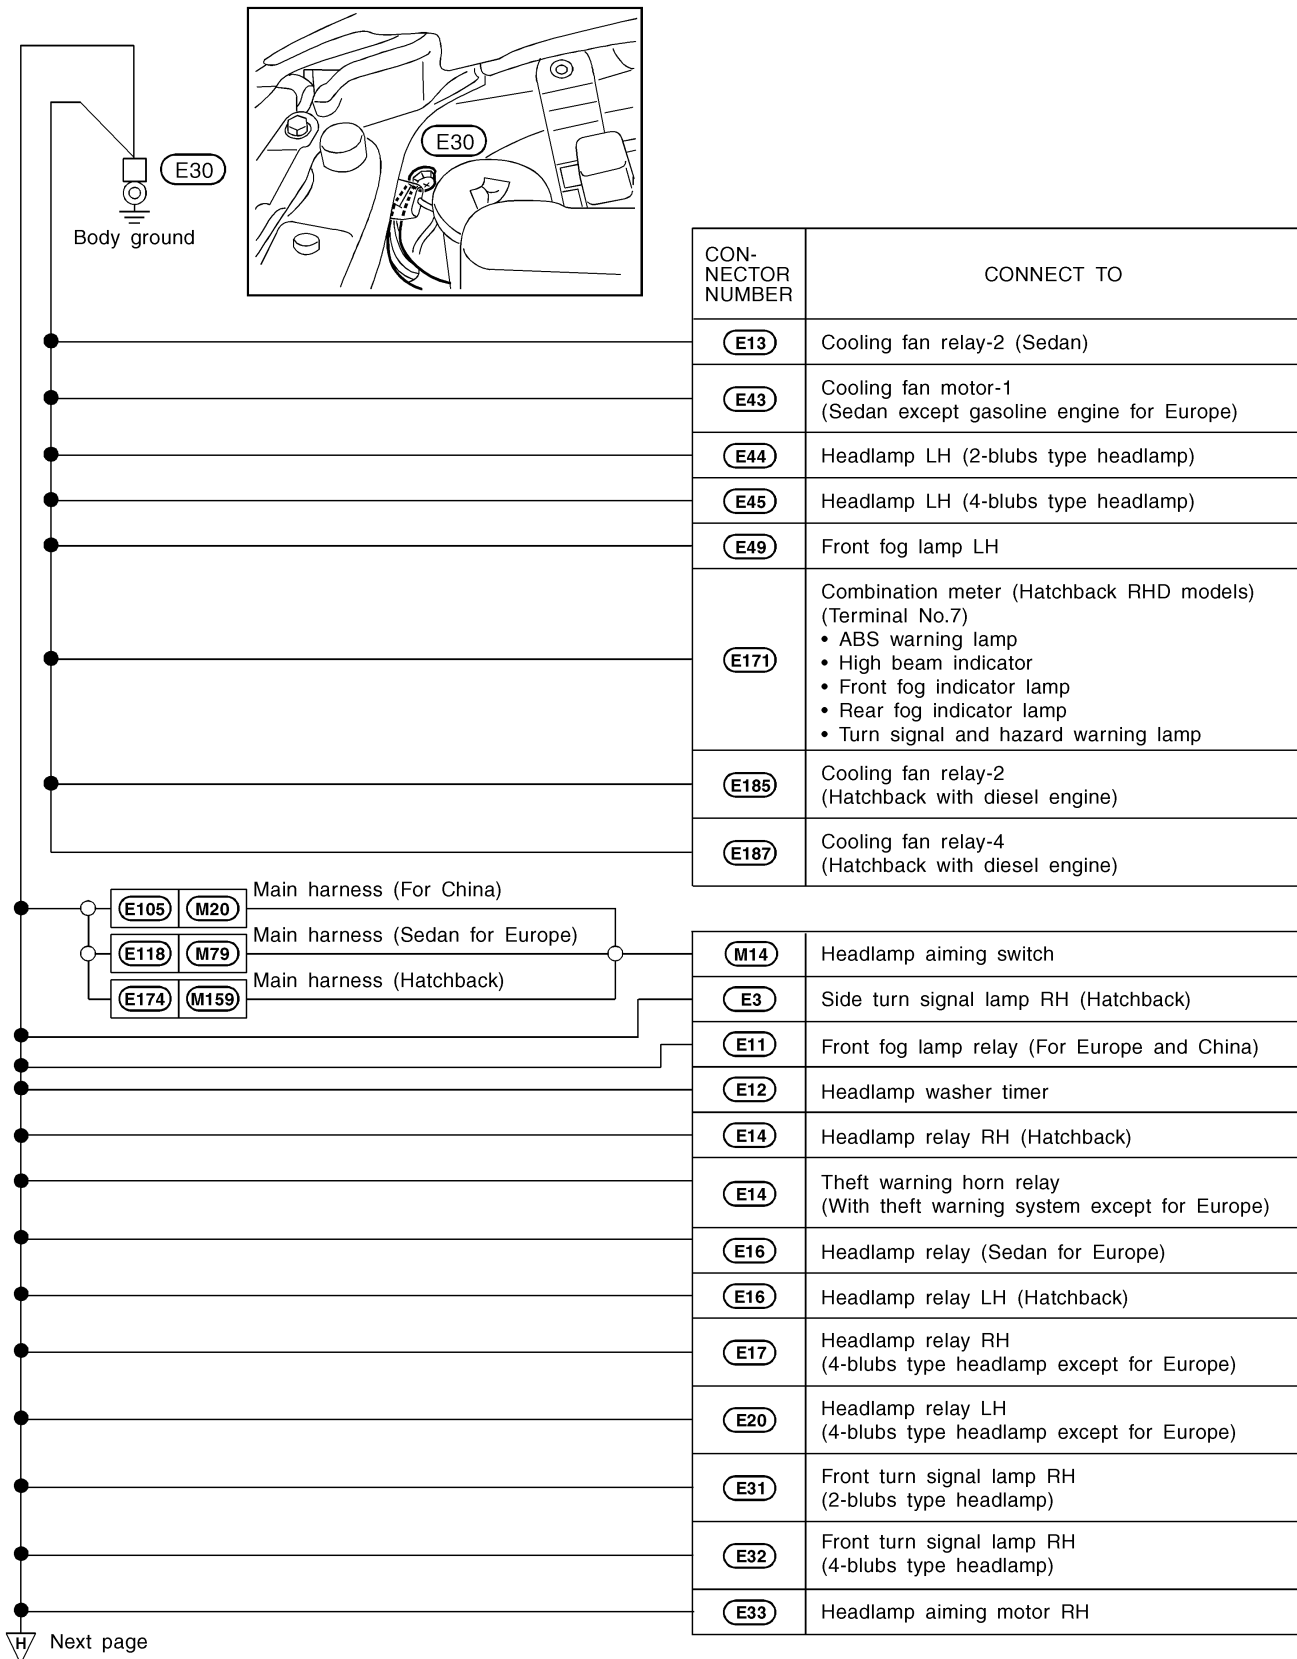 E30
E30
Body ground
CON-
NECTOR
NUMBER
CONNECT TO
E13 Cooling fan relay-2 (Sedan)
E43 Cooling fan motor-1
(Sedan except gasoline engine for Europe)
E44 Headlamp LH (2-blubs type headlamp)
E45 Headlamp LH (4-blubs type headlamp)
E49 Front fog lamp LH
E171 Combination meter (Hatchback RHD models)
(Terminal No.7)
• ABS warning lamp
• High beam indicator
• Front fog indicator lamp
• Rear fog indicator lamp
• Turn signal and hazard warning lamp
E185 Cooling fan relay-2
(Hatchback with diesel engine)
E187 Cooling fan relay-4
(Hatchback with diesel engine)
E105 M20 Main harness (For China)
E118 M79 Main harness (Sedan for Europe)
E174 M159 Main harness (Hatchback)
M14 Headlamp aiming switch
E3 Side turn signal lamp RH (Hatchback)
E11 Front fog lamp relay (For Europe and China)
E12 Headlamp washer timer
E14 Headlamp relay RH (Hatchback)
E14 Theft warning horn relay
(With theft warning system except for Europe)
E16 Headlamp relay (Sedan for Europe)
E16 Headlamp relay LH (Hatchback)
E17 Headlamp relay RH
(4-blubs type headlamp except for Europe)
E20 Headlamp relay LH
(4-blubs type headlamp except for Europe)
E31 Front turn signal lamp RH
(2-blubs type headlamp)
E32 Front turn signal lamp RH
(4-blubs type headlamp)
E33 Headlamp aiming motor RH
H Next page